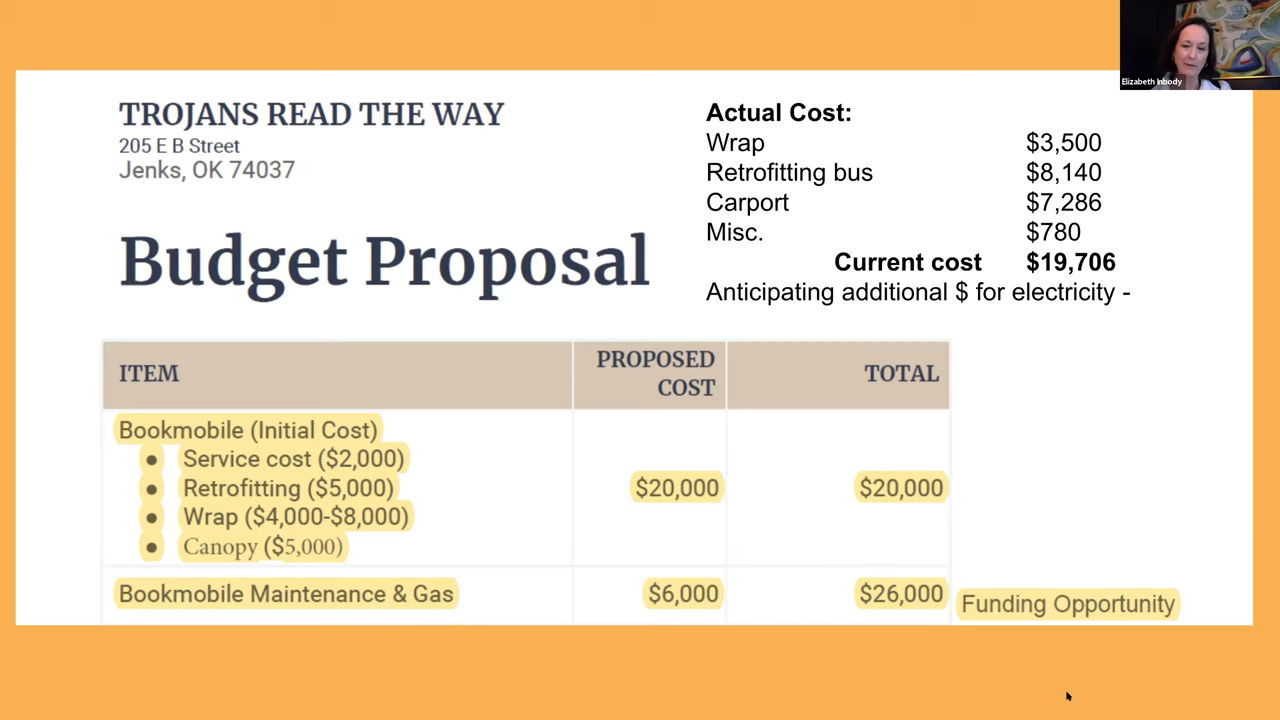 Elizabeth Inbody
TROJANS READ THE WAY
205 E B Street
Jenks, OK 74037
Budget Proposal
Actual Cost:
Wrap $3,500
Retrofitting bus $8,140
Carport $7,286
Misc. $780
Current cost $19,706
Anticipating additional $ for electricity -
ITEM PROPOSED COST TOTAL
Bookmobile (Initial Cost)
● Service cost ($2,000)
● Retrofitting ($5,000) $20,000 $20,000
● Wrap ($4,000-$8,000)
● Canopy ($5,000)
Bookmobile Maintenance & Gas $6,000 $26,000
Funding Opportunity